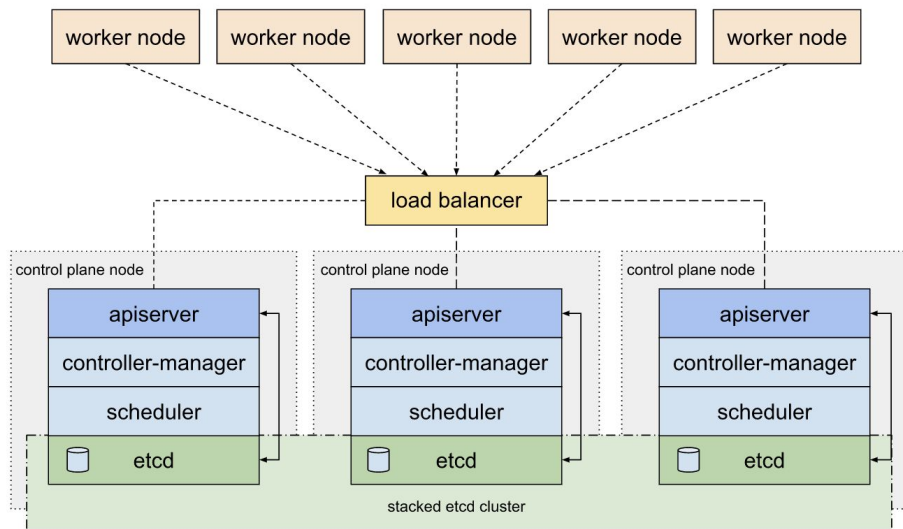 worker node
worker node
worker node
worker node
worker node
load balancer
control plane node
control plane node
control plane node
apiserver
apiserver
apiserver
controller-manager
controller-manager
controller-manager
scheduler
scheduler
scheduler
etcd
etcd
etcd
stacked etcd cluster